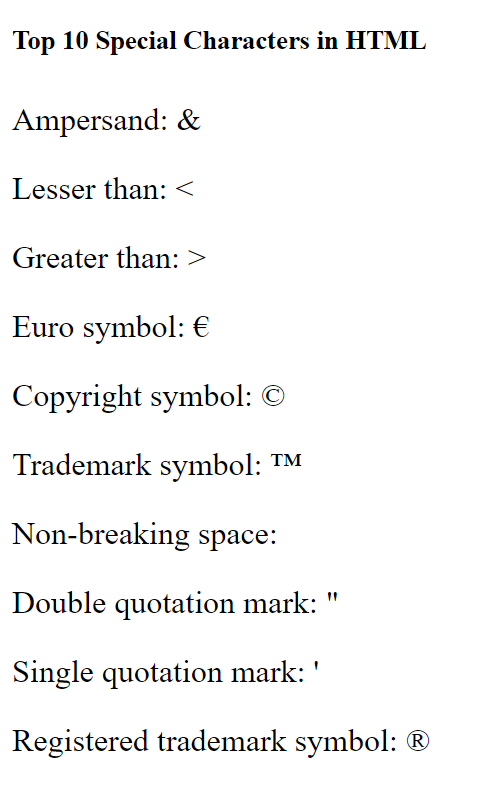 Top 10 Special Characters in HTML
Ampersand: &
Lesser than: <
Greater than: >
Euro symbol: €
Copyright symbol: ©
Trademark symbol: ™
Non-breaking space:
Double quotation mark: "
Single quotation mark: '
Registered trademark symbol: ®